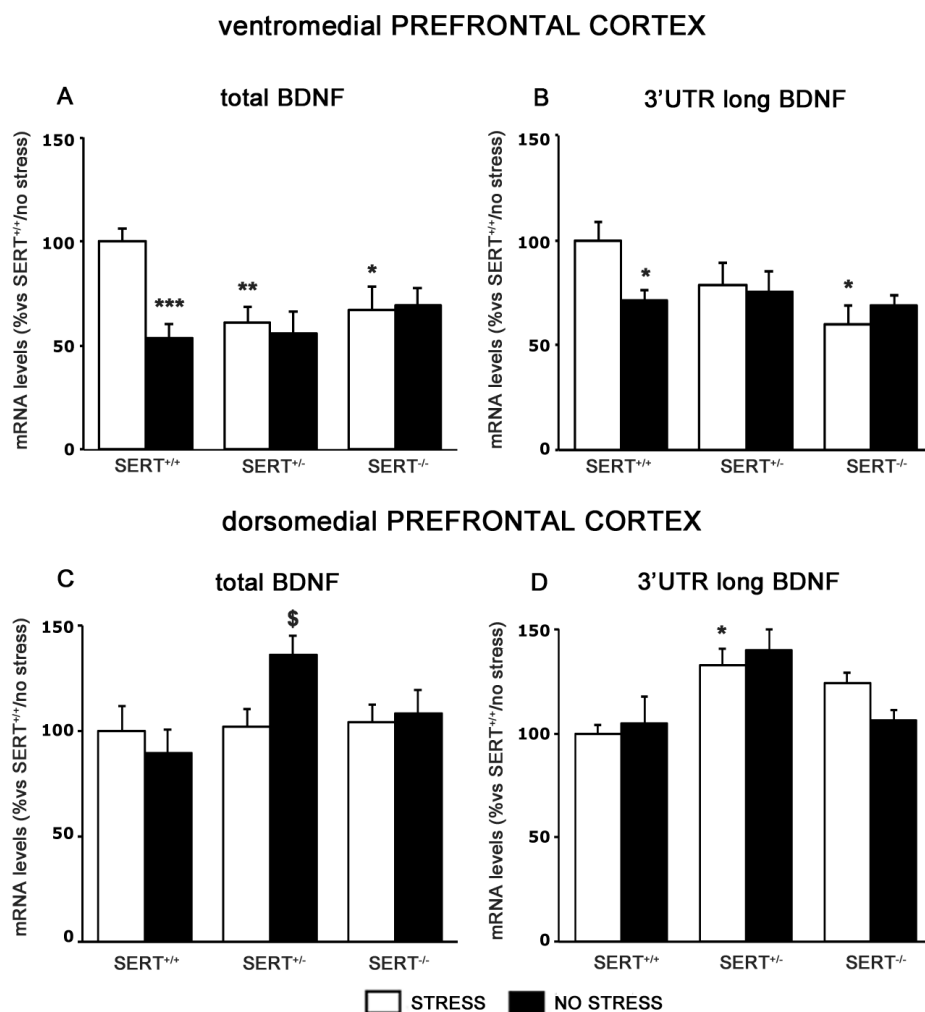 ventromedial PREFRONTAL CORTEX
A
total BDNF
B
3'UTR long BDNF
mRNA levels (%vs SERT+/+/no stress)
150
100
50
0
***
**
*
SERT+/+
SERT+/-
SERT-/-
mRNA levels (%vs SERT+/+/no stress)
150
100
50
0
*
*
SERT+/+
SERT+/-
SERT-/-
dorsomedial PREFRONTAL CORTEX
C
total BDNF
D
3'UTR long BDNF
mRNA levels (%vs SERT+/+/no stress)
150
100
50
0
$
SERT+/+
SERT+/-
SERT-/-
mRNA levels (%vs SERT+/+/no stress)
150
100
50
0
*
SERT+/+
SERT+/-
SERT-/-
STRESS
NO STRESS